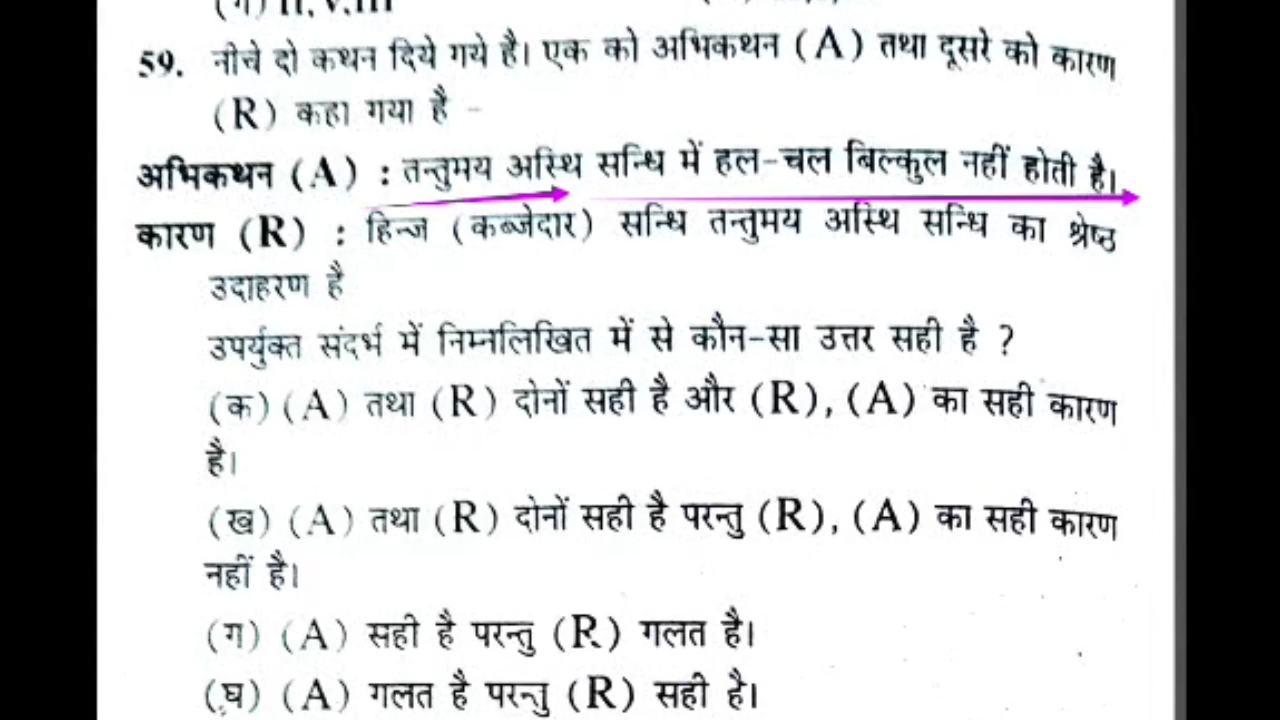 59. नीचे दो कथन दिये गये है। एक को अभिकथन (A) तथा दूसरे को कारण
(R) कहा गया है -
अभिकथन (A) : तन्तुमय अस्थि सन्धि में हल-चल बिल्कुल नहीं होती है।
कारण (R) : हिन्ज (कब्जेदार) सन्धि तन्तुमय अस्थि सन्धि का श्रेष्ठ
उदाहरण है
उपर्युक्त संदर्भ में निम्नलिखित में से कौन-सा उत्तर सही है ?
(क) (A) तथा (R) दोनों सही है और (R), (A) का सही कारण
है।
(ख) (A) तथा (R) दोनों सही है परन्तु (R), (A) का सही कारण
नहीं है।
(ग) (A) सही है परन्तु (R) गलत है।
(घ) (A) गलत है परन्तु (R) सही है।